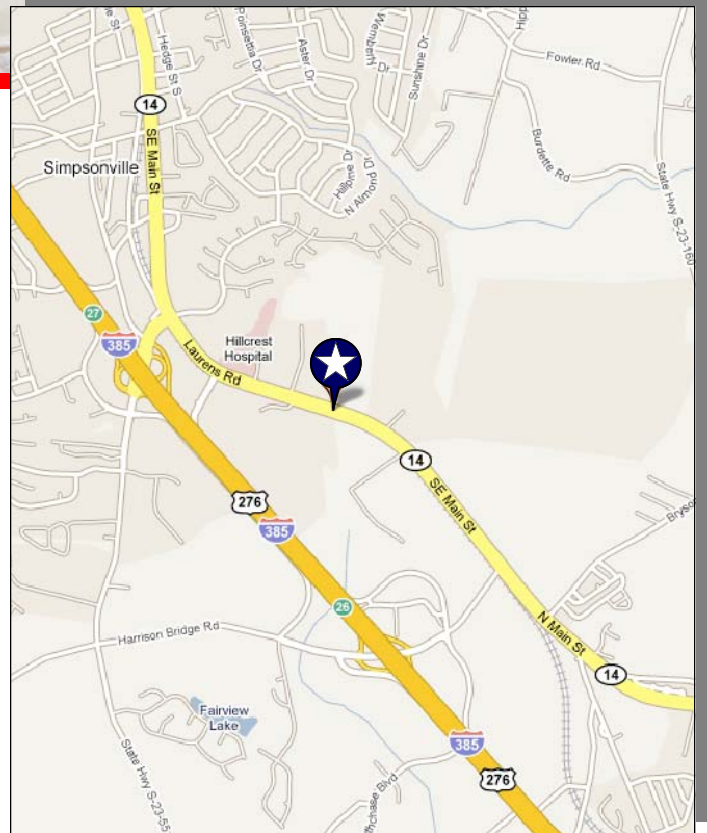 Hedge St S
Poinsettia Dr
Aster Dr
Sunshine Dr
Fowler Rd
14
SE Main St
Burdette Rd
State Hwy S-23-160
Simpsonville
Hillpine Dr
N Almond Dr
27
385
Hillcrest
Hospital
Laurens Rd
14
SE Main St
276
385
26
Harrison Bridge Rd
N Main St
14
Fairview
Lake
385
State Hwy S-23-55
276